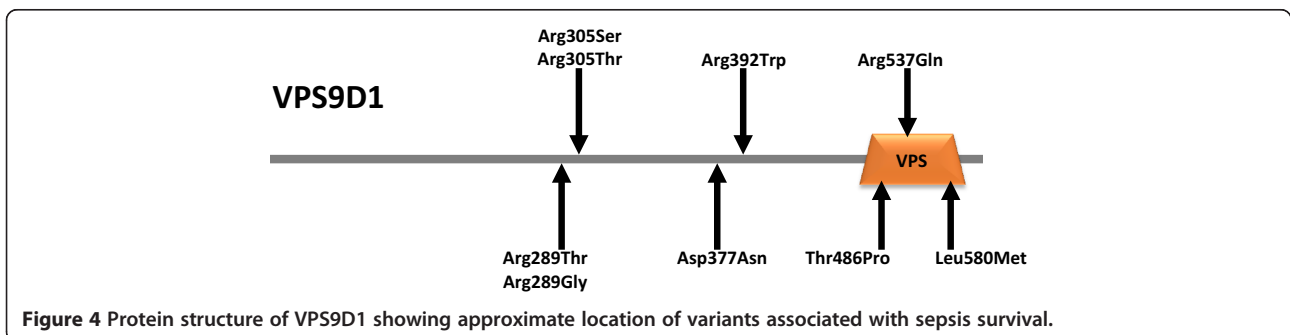 Arg305Ser
Arg305Thr
Arg392Trp
Arg537Gln
VPS9D1
VPS
Arg289Thr
Arg289Gly
Asp377Asn
Thr486Pro
Leu580Met
Figure 4 Protein structure of VPS9D1 showing approximate location of variants associated with sepsis survival.